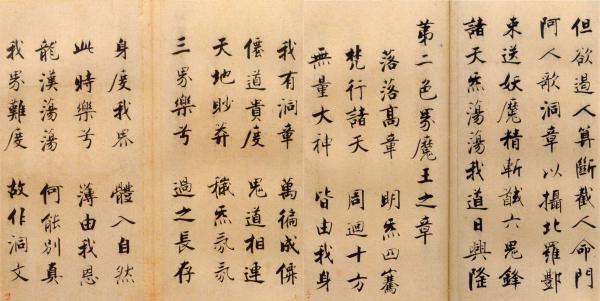 但欲遏人算斷截人命門
阿人歌洞章以攝北羅酆
束送妖魔精斬馘六鬼鋒
諸天炁蕩蕩我道日興隆
第二色界魔王之章
落落高章 明炁四騫
梵行諸天 周迴十方
無量大神 皆由我身
我有洞章 萬徧成僊
僊道貴度 鬼道相連
天地眇莽 穢炁氛氛
三界樂兮 過之長存
身度我界 體入自然
此時樂兮 薄由我恩
龍漢蕩蕩 何能別真
我界難度 故作洞文